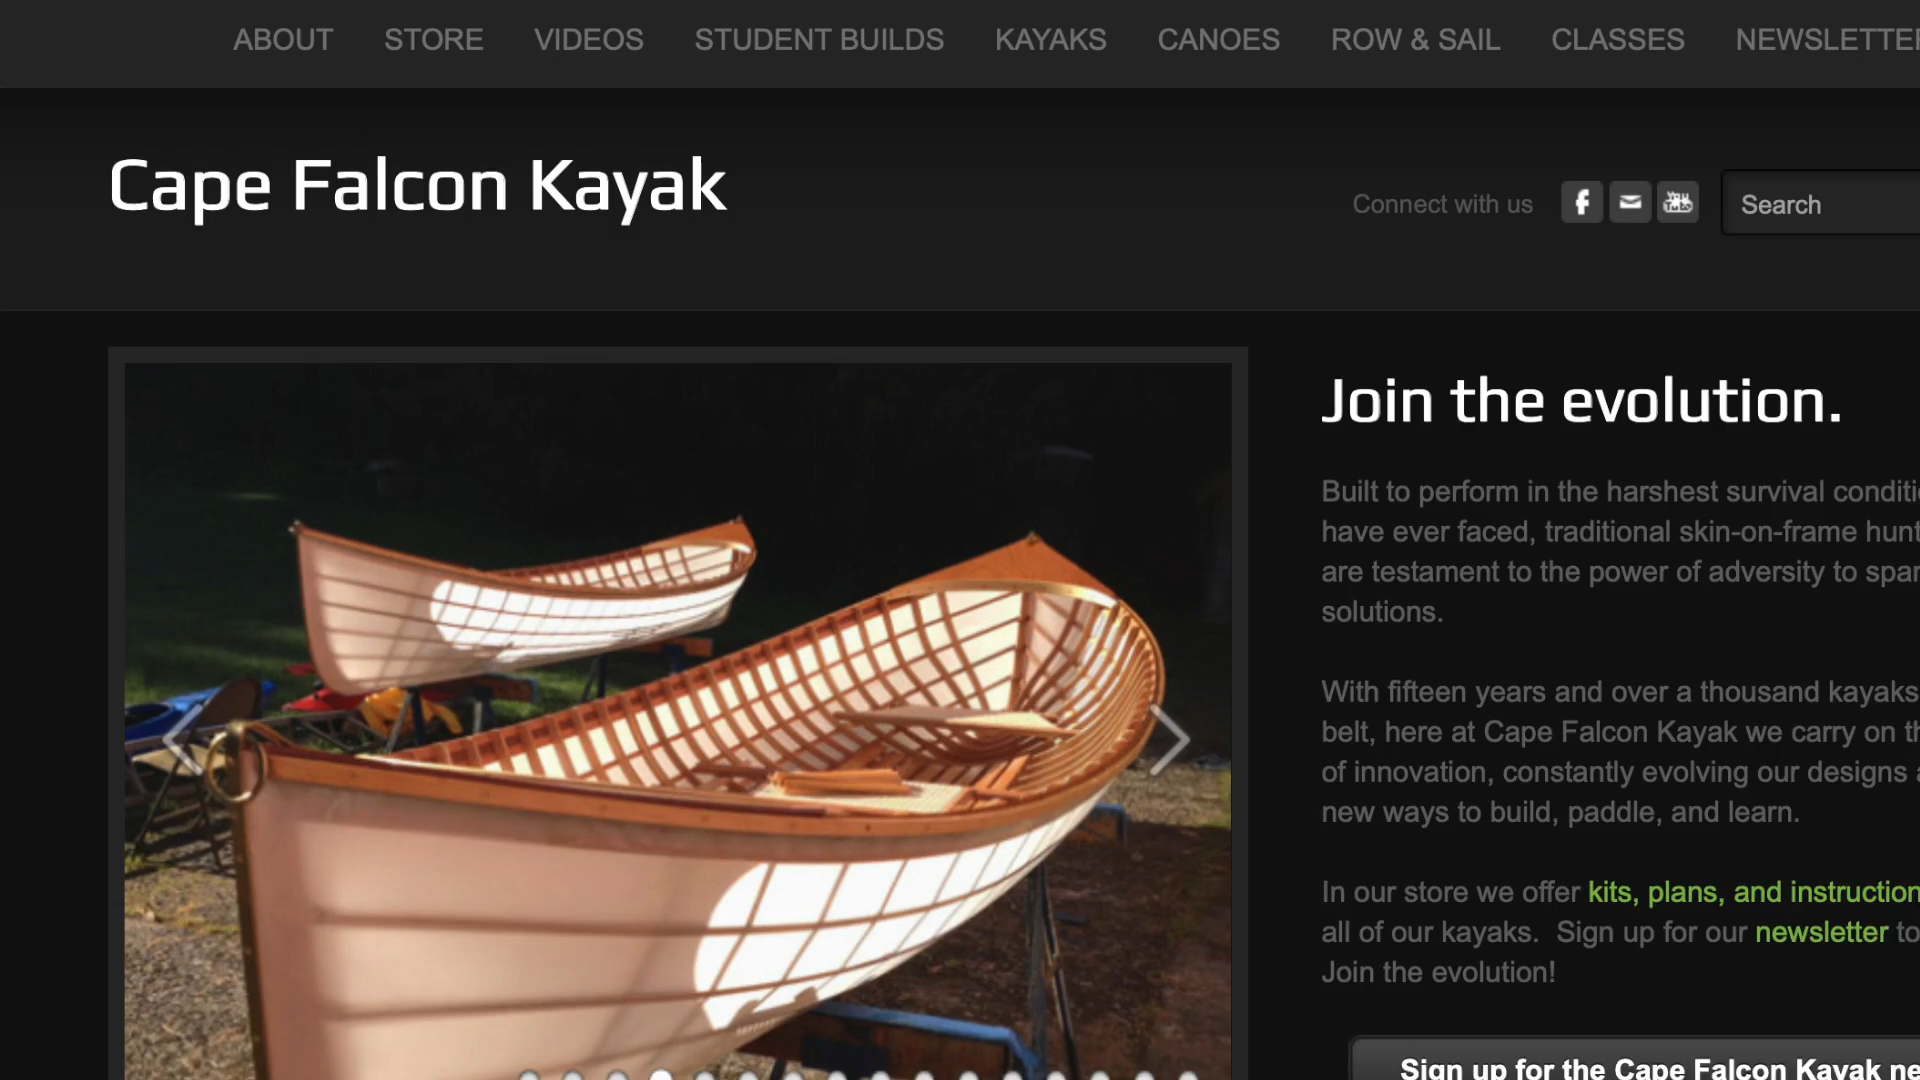 ABOUT STORE VIDEOS STUDENT BUILDS KAYAKS CANOES ROW & SAIL CLASSES NEWSLETTER
Cape Falcon Kayak
Connect with us
Search
Join the evolution.
Built to perform in the harshest survival
have ever faced, traditional skin-on-frame
are testament to the power of adversity to
solutions.
With fifteen years and over a thousand kayaks
belt, here at Cape Falcon Kayak we carry on
of innovation, constantly evolving our designs
new ways to build, paddle, and learn.
In our store we offer kits, plans, and instruction
all of our kayaks. Sign up for our newsletter to
Join the evolution!
Sign up for the Cape Falcon Kayak